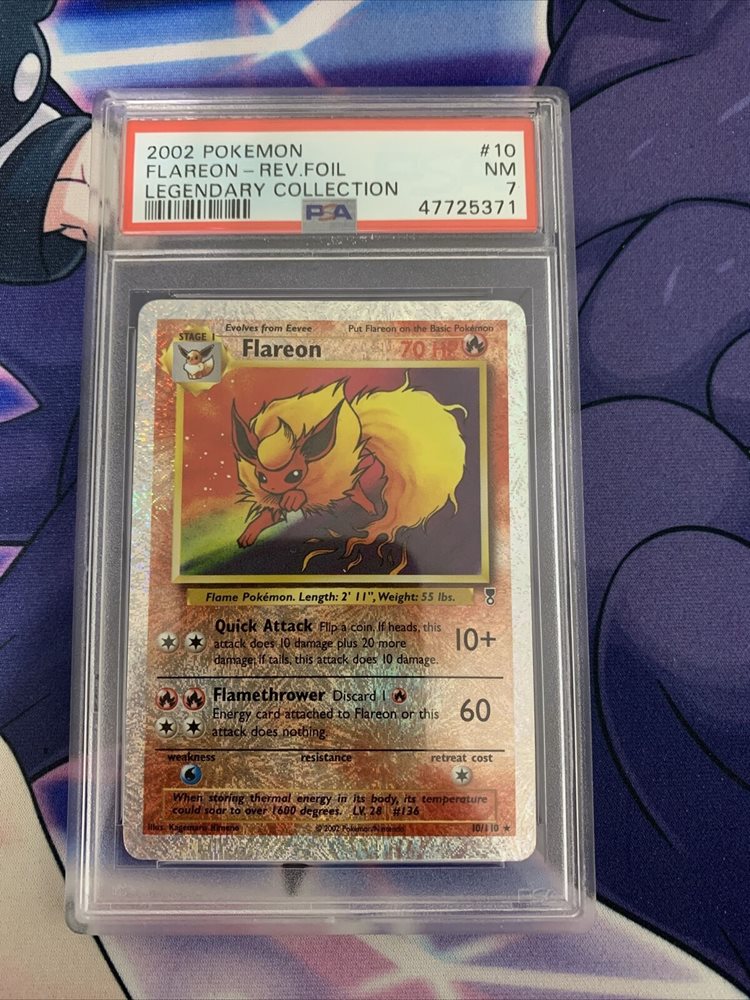 2002 POKEMON #10
FLAREON - REV.FOIL NM
LEGENDARY COLLECTION 7
PSA 47725371
Evolves from Eevee Put Flareon on the Basic Pokémon
STAGE 1 Flareon 70 HP
Flame Pokémon. Length: 2' 11", Weight: 55 lbs.
Quick Attack Flip a coin. If heads, this
attack does 10 damage plus 20 more 10+
damage; if tails, this attack does 10 damage.
Flamethrower Discard 1
Energy card attached to Flareon or this 60
attack does nothing.
weakness resistance retreat cost
When storing thermal energy in its body, its temperature
could soar to over 1600 degrees. LV. 28 #136
Illus. Kagemaru Himeno © 2002 Pokémon/Nintendo 10/110